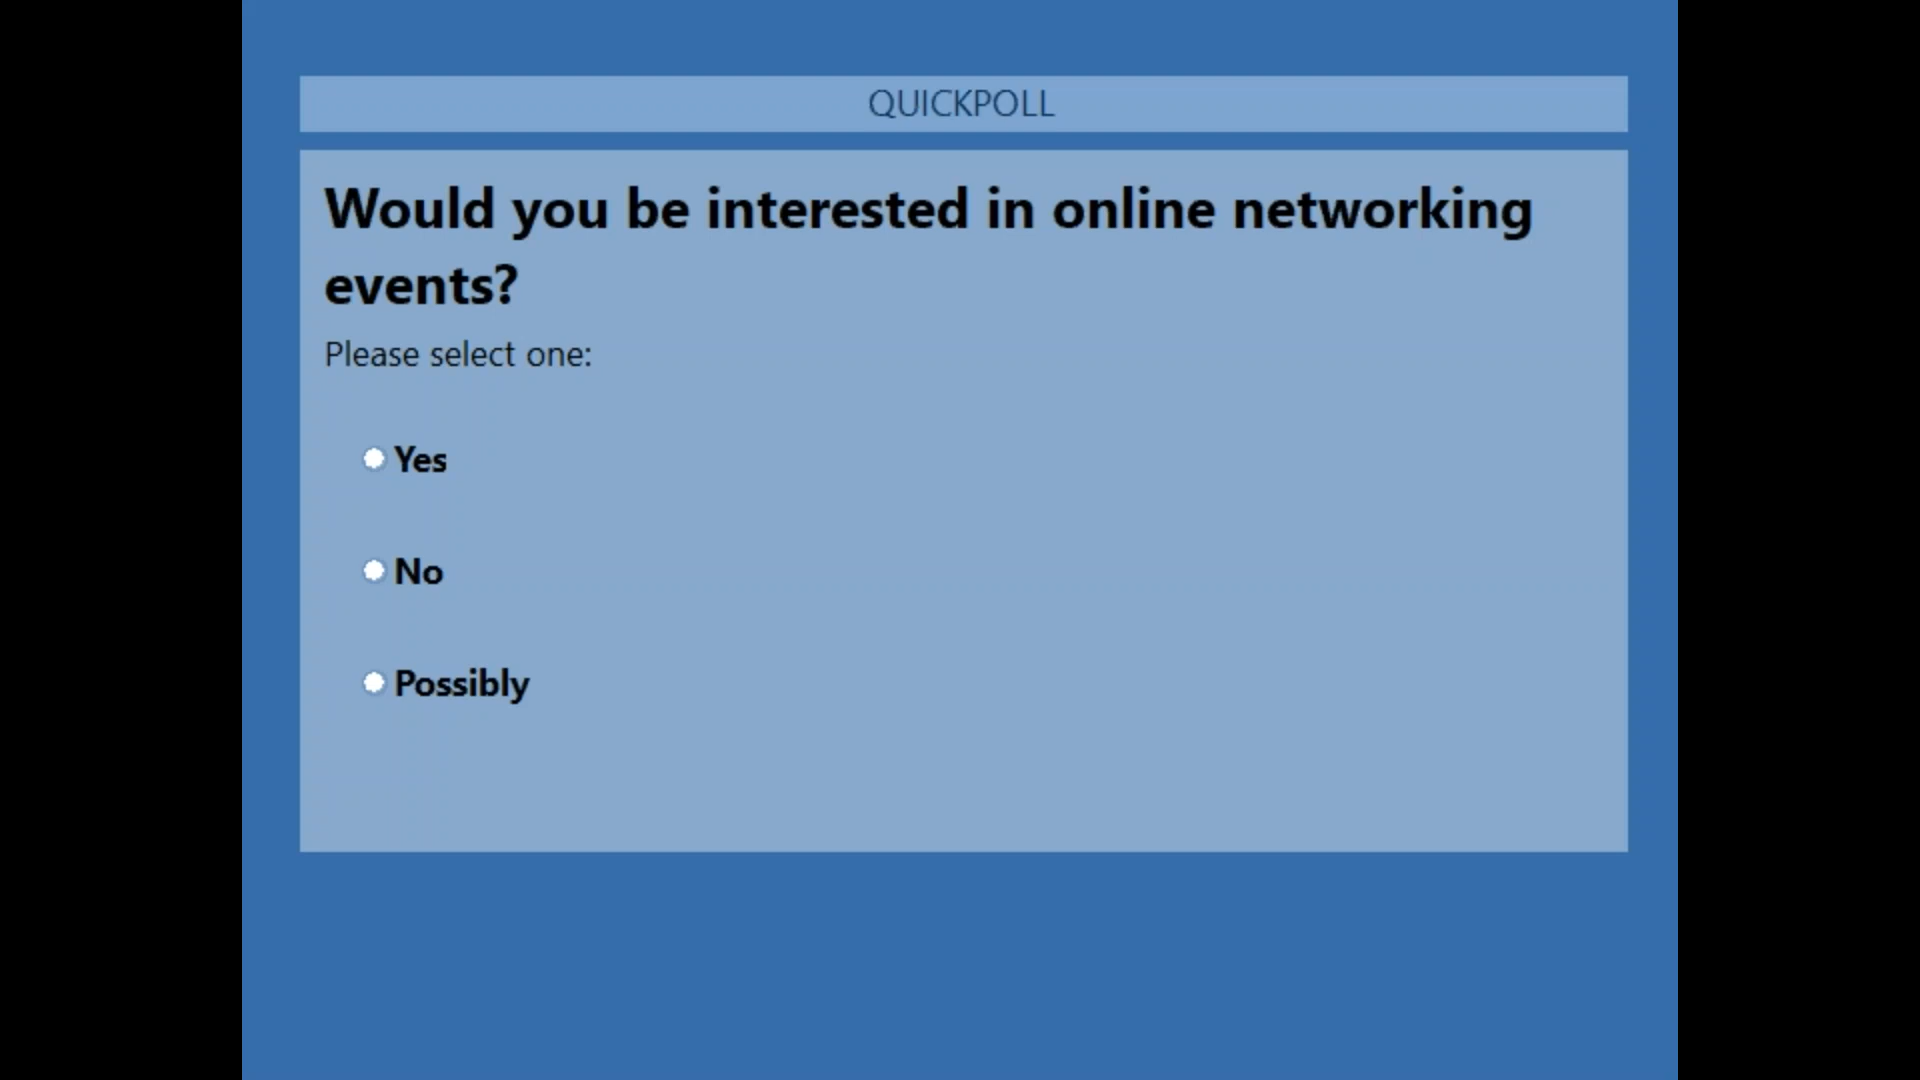 QUICKPOLL
Would you be interested in online networking
events?
Please select one:
Yes
No
Possibly